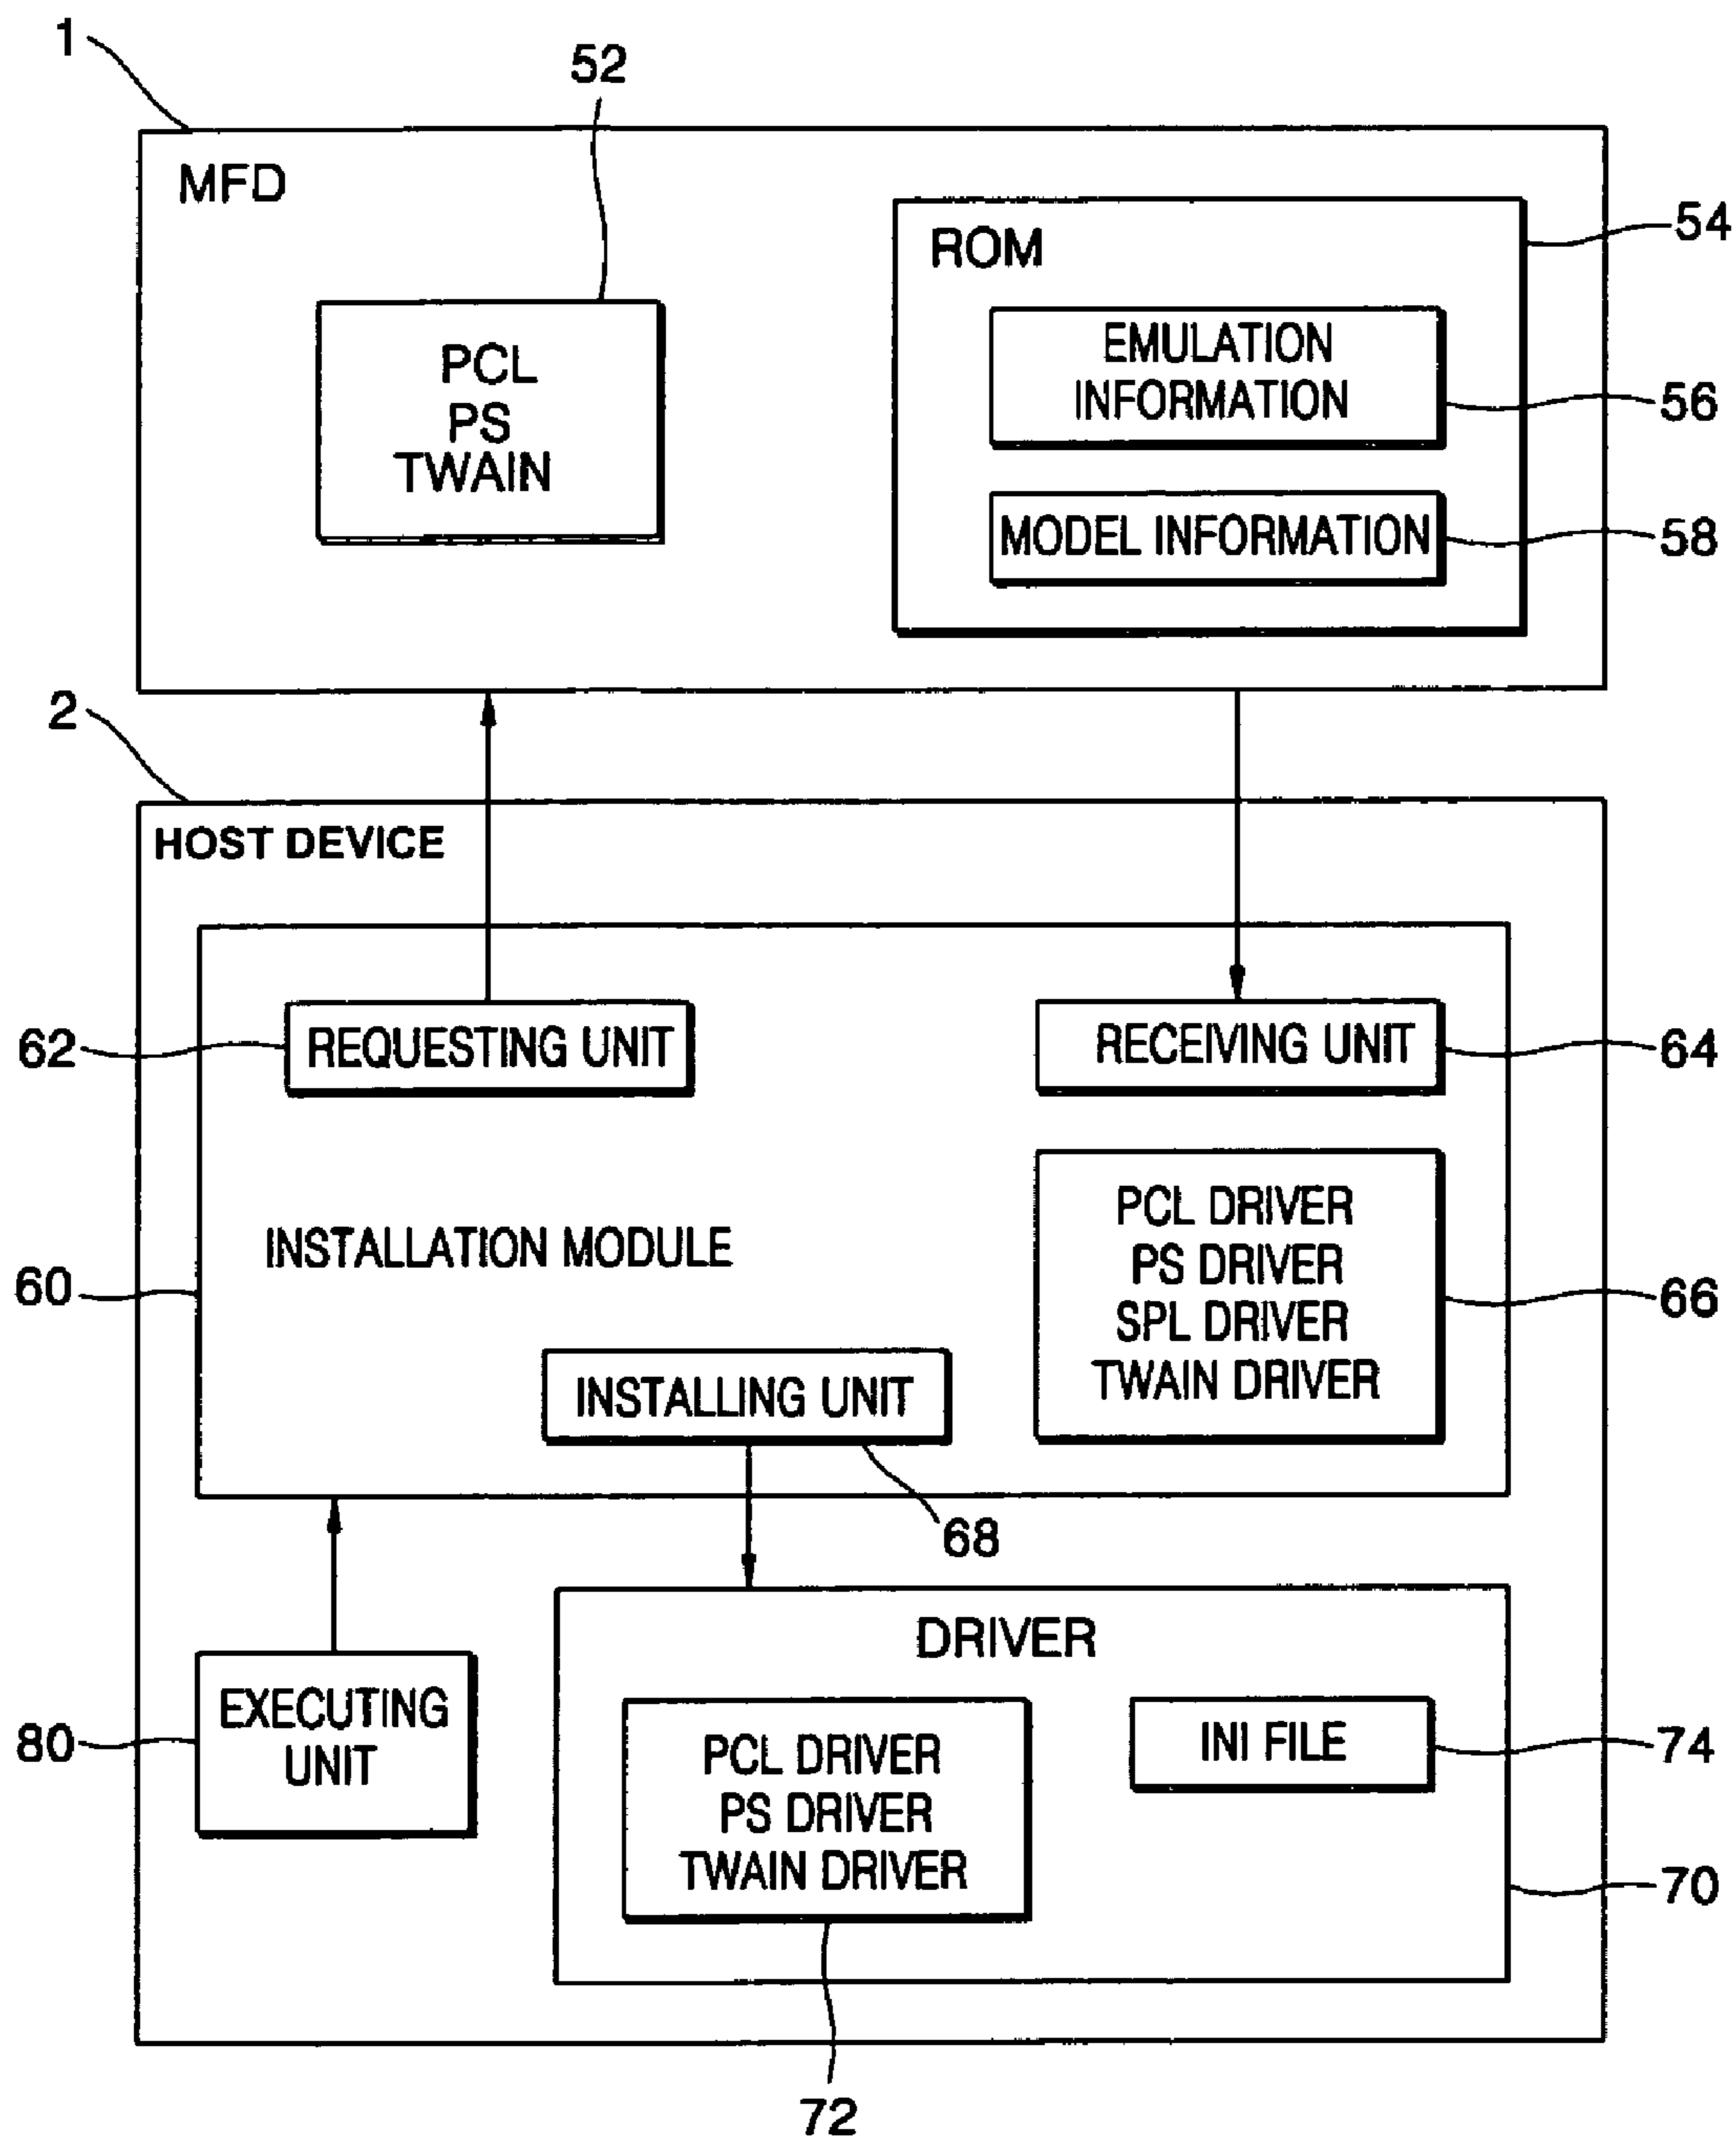 1
52
MFD
ROM
54
PCL
PS
TWAIN
EMULATION
INFORMATION
56
MODEL INFORMATION
58
2
HOST DEVICE
62
REQUESTING UNIT
RECEIVING UNIT
64
INSTALLATION MODULE
60
PCL DRIVER
PS DRIVER
SPL DRIVER
TWAIN DRIVER
66
INSTALLING UNIT
68
DRIVER
EXECUTING
UNIT
80
PCL DRIVER
PS DRIVER
TWAIN DRIVER
INI FILE
74
70
72